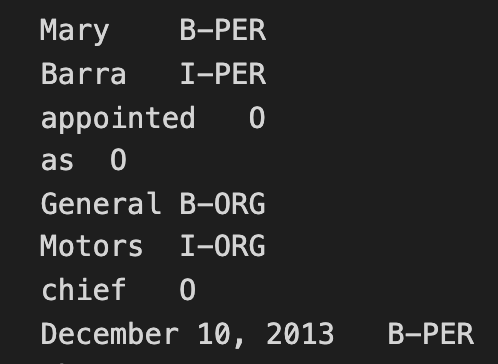 Mary    B-PER
Barra   I-PER
appointed   O
as  O
General B-ORG
Motors  I-ORG
chief   O
December 10, 2013   B-PER